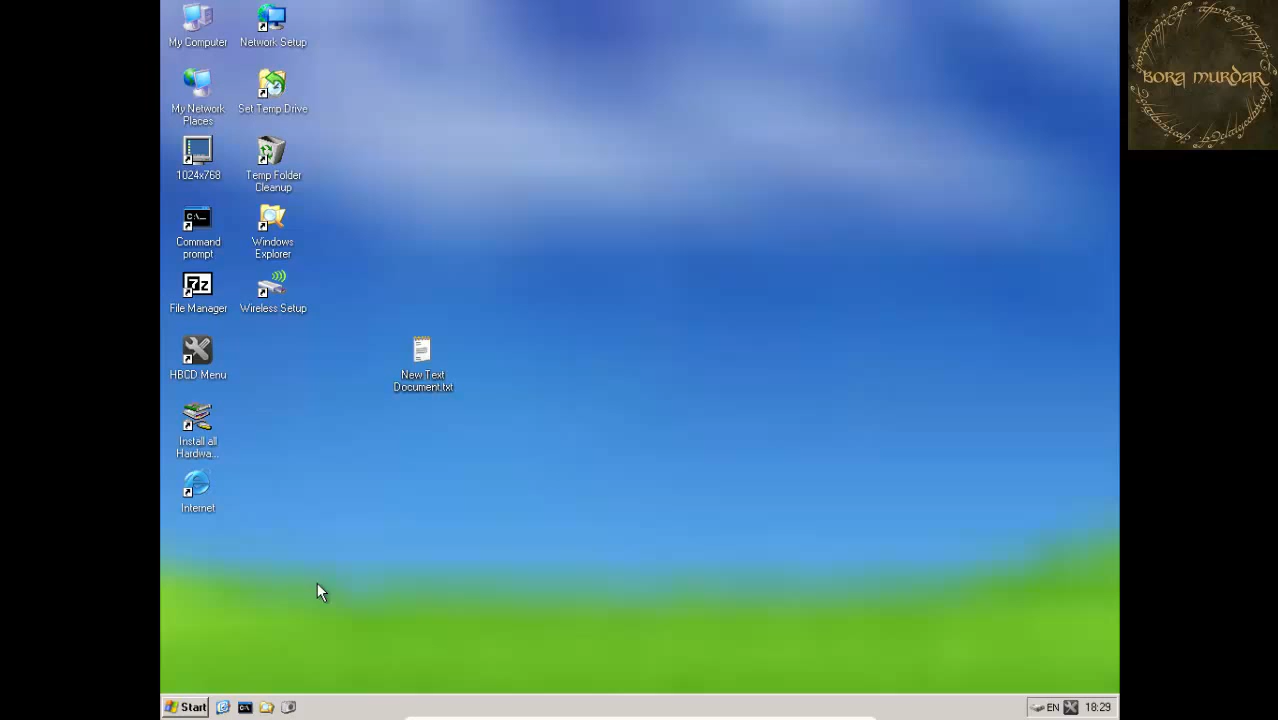 My Computer
Network Setup
My Network
Places
Set Temp Drive
1024x768
Temp Folder
Cleanup
Command
prompt
Windows
Explorer
File Manager
Wireless Setup
HBCD Menu
New Text
Document.txt
Install all
Hardwa...
Internet
BORA MURDAR
Start
EN
18:29